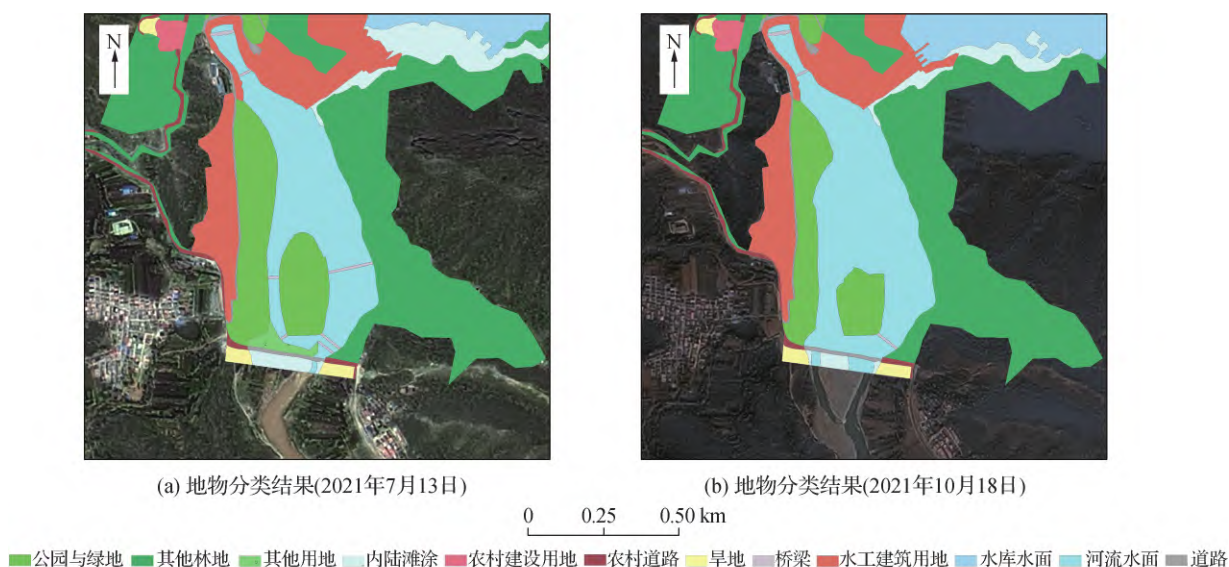 N
N
(a) 地物分类结果(2021年7月13日)
(b) 地物分类结果(2021年10月18日)
0 0.25 0.50 km
公园与绿地 其他林地 其他用地 内陆滩涂 农村建设用地 农村道路 旱地 桥梁 水工建筑用地 水库水面 河流水面 道路